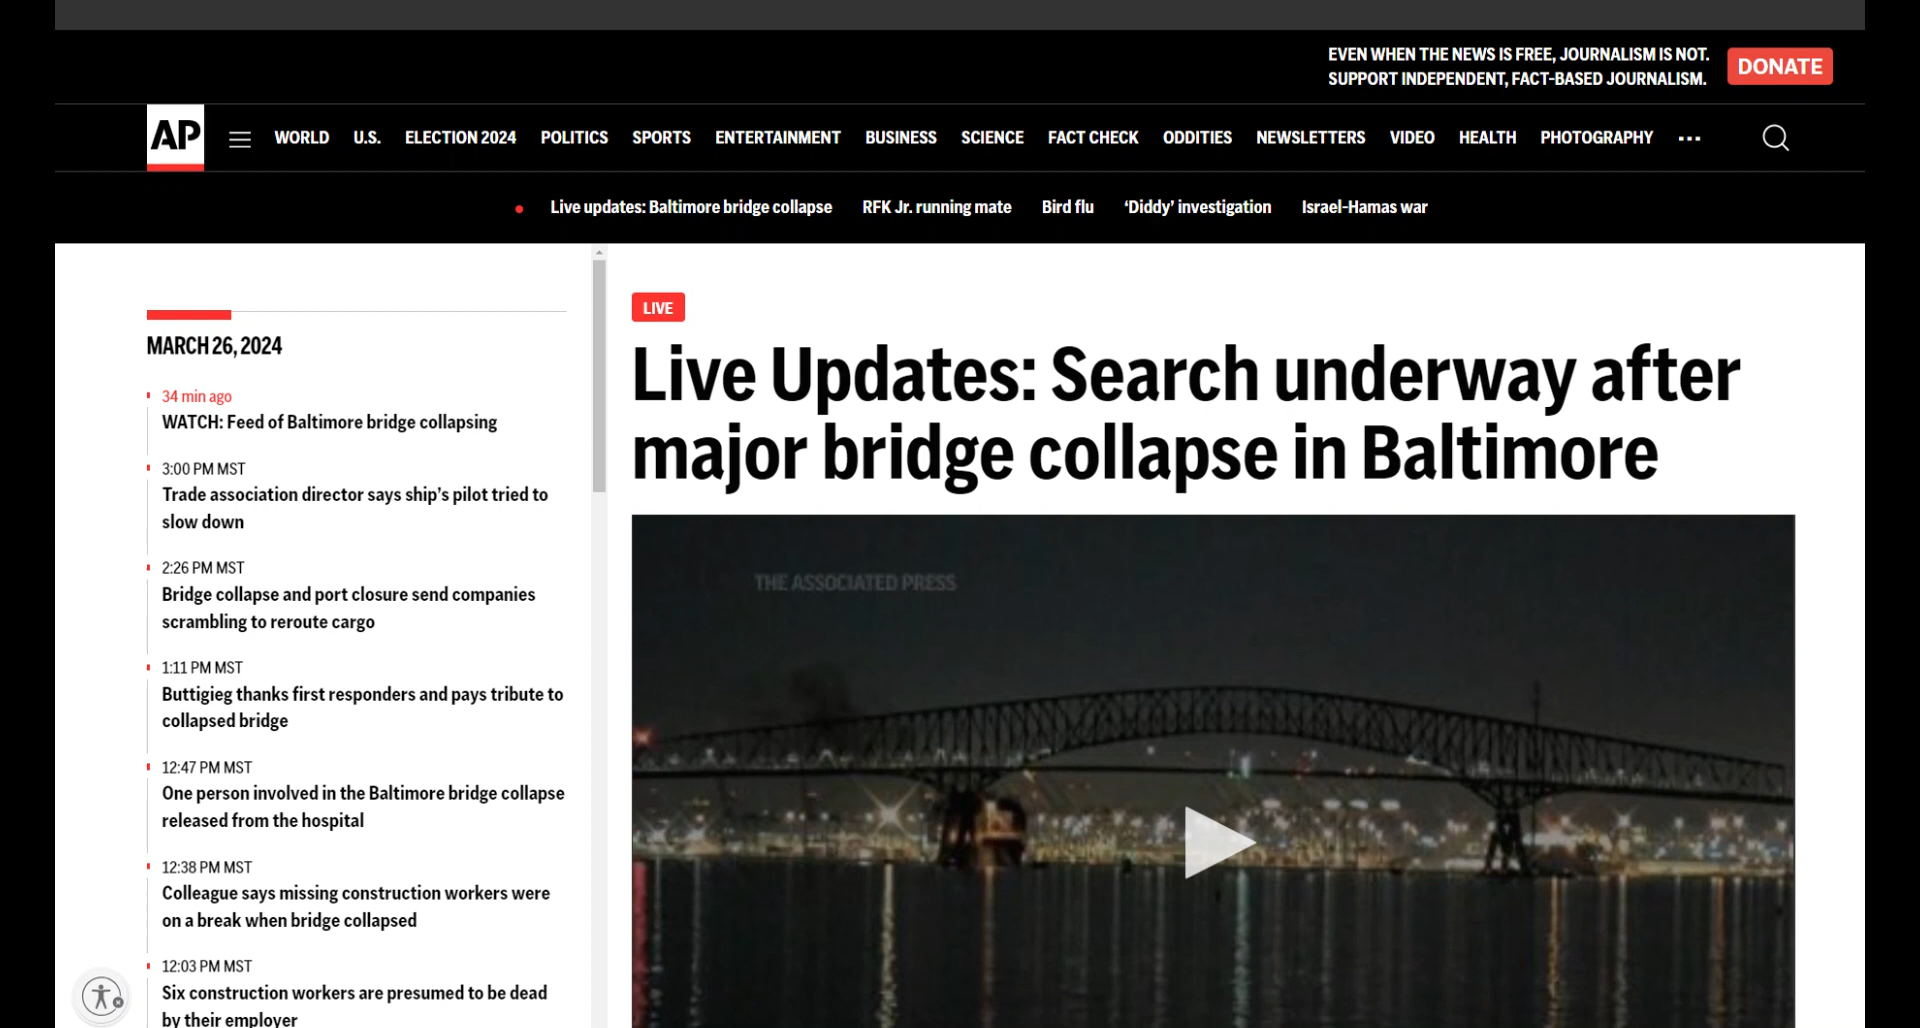 EVEN WHEN THE NEWS IS FREE, JOURNALISM IS NOT.
SUPPORT INDEPENDENT, FACT-BASED JOURNALISM.
DONATE
AP
WORLD U.S. ELECTION 2024 POLITICS SPORTS ENTERTAINMENT BUSINESS SCIENCE FACT CHECK ODDITIES NEWSLETTERS VIDEO HEALTH PHOTOGRAPHY
Live updates: Baltimore bridge collapse RFK Jr. running mate Bird flu ‘Diddy’ investigation Israel-Hamas war
MARCH 26, 2024
34 min ago
WATCH: Feed of Baltimore bridge collapsing
3:00 PM MST
Trade association director says ship’s pilot tried to
slow down
2:26 PM MST
Bridge collapse and port closure send companies
scrambling to reroute cargo
1:11 PM MST
Buttigieg thanks first responders and pays tribute to
collapsed bridge
12:47 PM MST
One person involved in the Baltimore bridge collapse
released from the hospital
12:38 PM MST
Colleague says missing construction workers were
on a break when bridge collapsed
12:03 PM MST
Six construction workers are presumed to be dead
by their employer
LIVE
Live Updates: Search underway after
major bridge collapse in Baltimore
THE ASSOCIATED PRESS